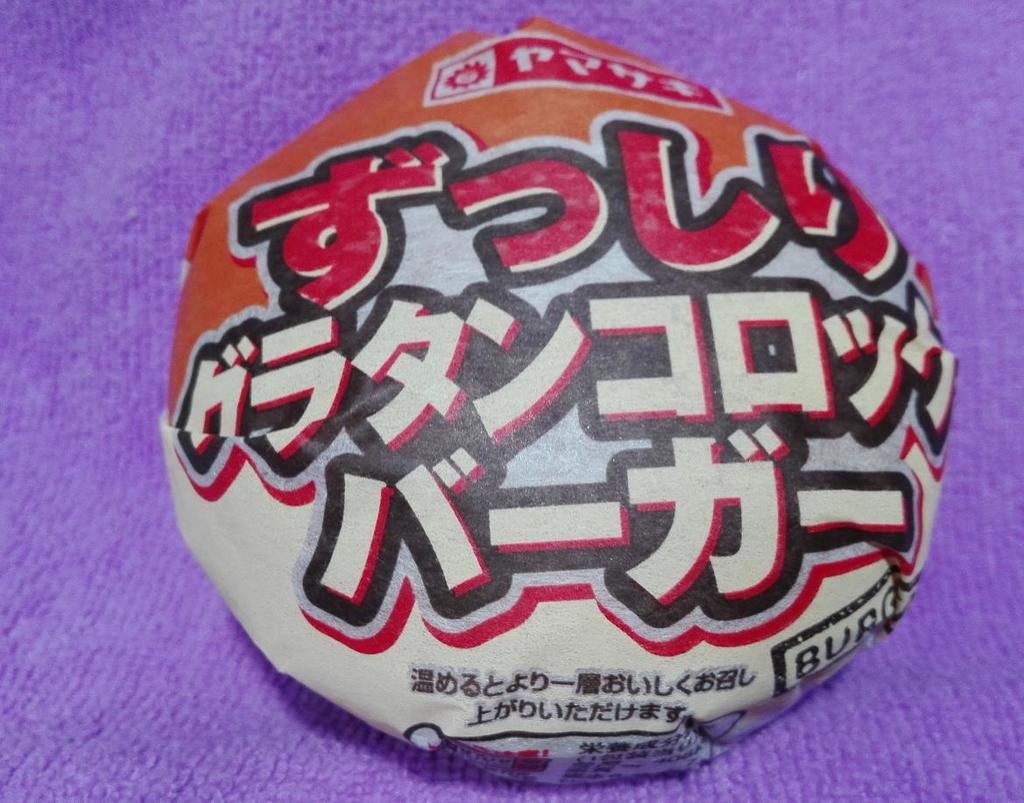 ヤマザキ
ずっしり
グラタンコロッケ
バーガー
温めるとより一層おいしくお召し
上がりいただけます